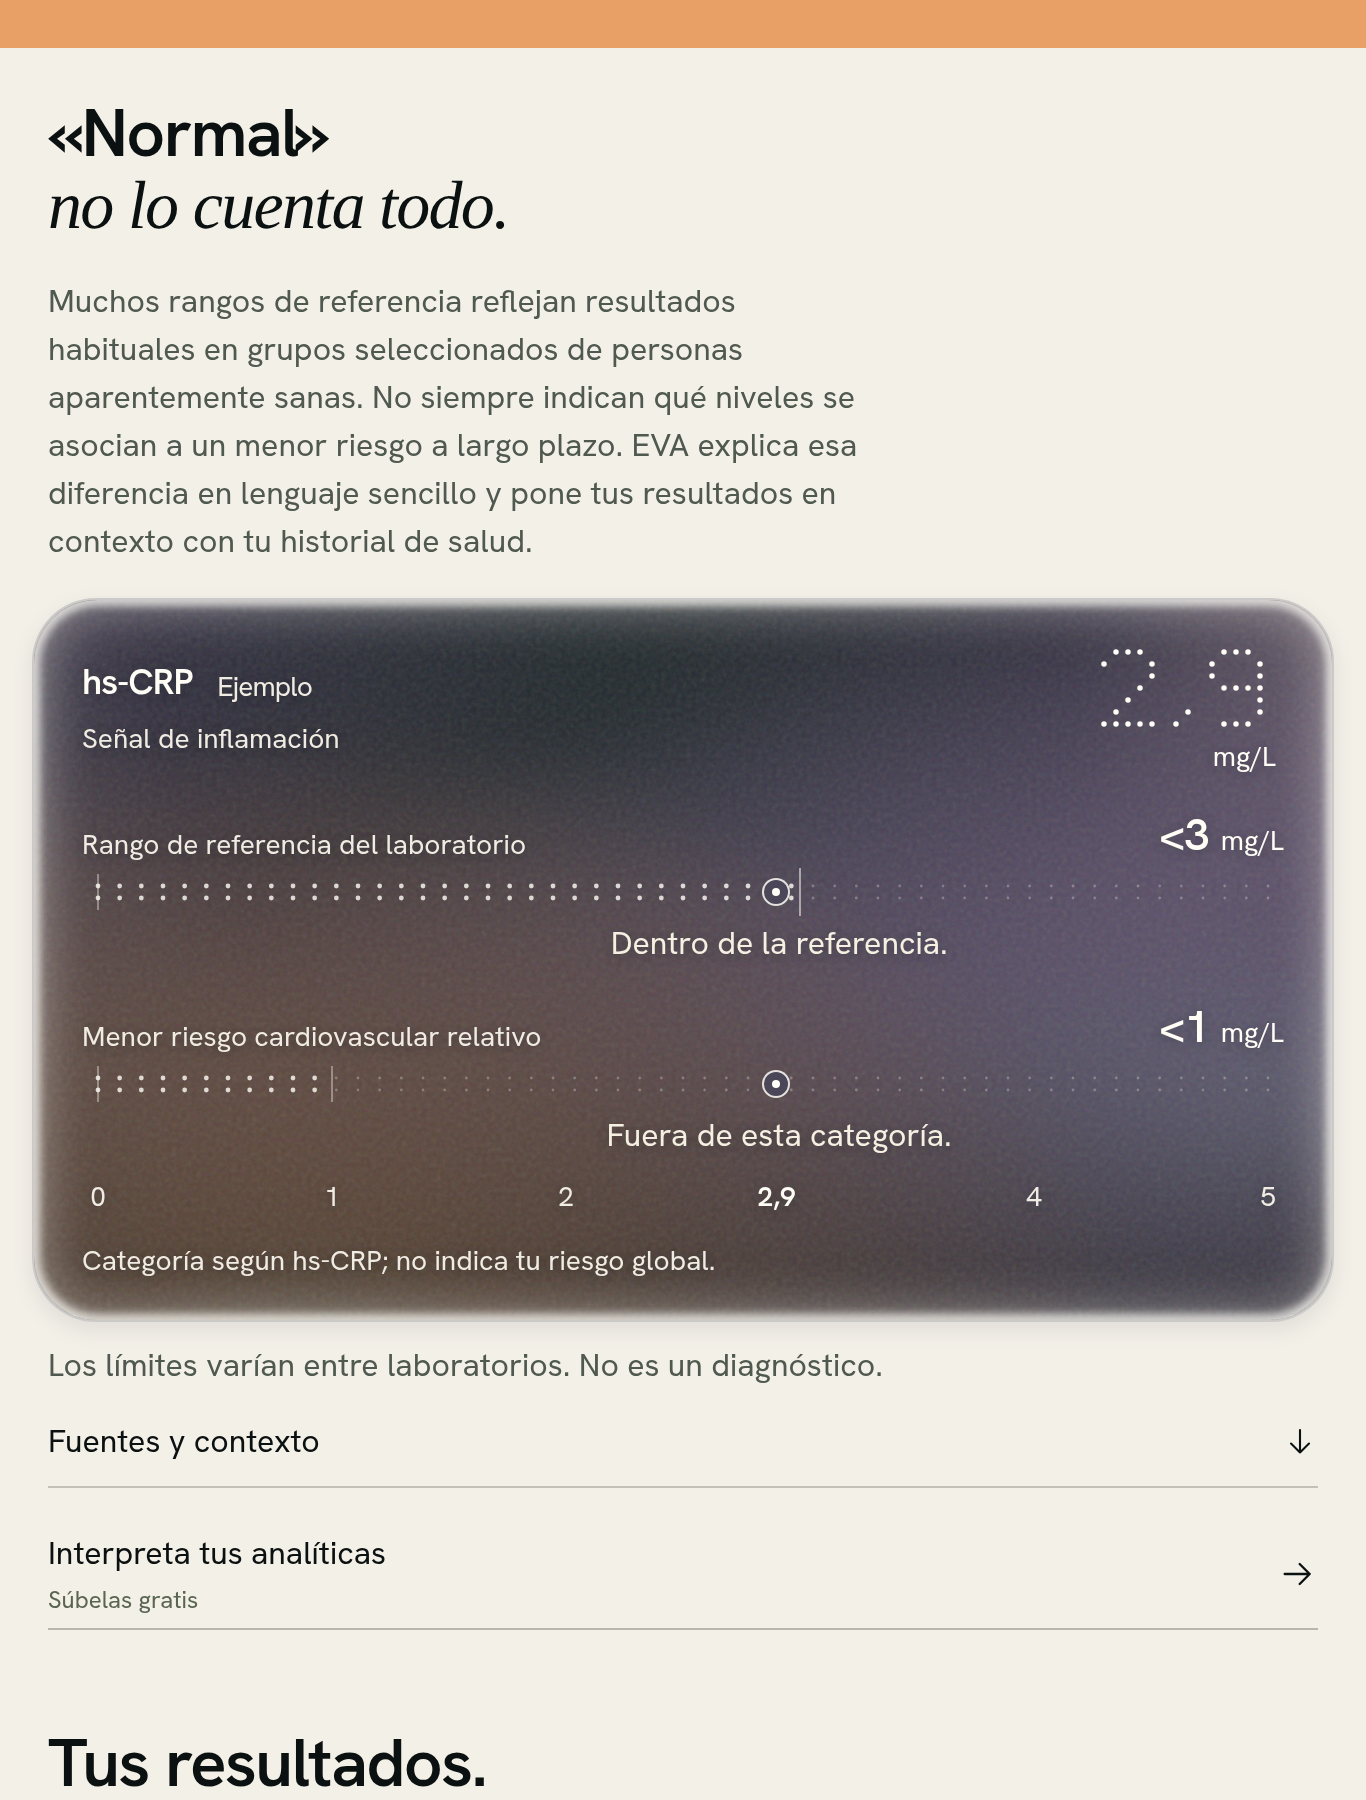 «Normal»
no lo cuenta todo.
Muchos rangos de referencia reflejan resultados
habituales en grupos seleccionados de personas
aparentemente sanas. No siempre indican qué niveles se
asocian a un menor riesgo a largo plazo. EVA explica esa
diferencia en lenguaje sencillo y pone tus resultados en
contexto con tu historial de salud.
hs-CRP Ejemplo
2,9
Señal de inflamación
mg/L
Rango de referencia del laboratorio <3 mg/L
Dentro de la referencia.
Menor riesgo cardiovascular relativo <1 mg/L
Fuera de esta categoría.
0 1 2 2,9 4 5
Categoría según hs-CRP; no indica tu riesgo global.
Los límites varían entre laboratorios. No es un diagnóstico.
Fuentes y contexto ↓
Interpreta tus analíticas →
Súbelas gratis
Tus resultados.